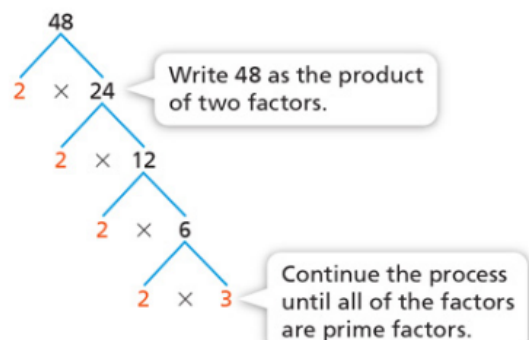 48
2 × 24
Write 48 as the product
of two factors.
2 × 12
2 × 6
2 × 3
Continue the process
until all of the factors
are prime factors.